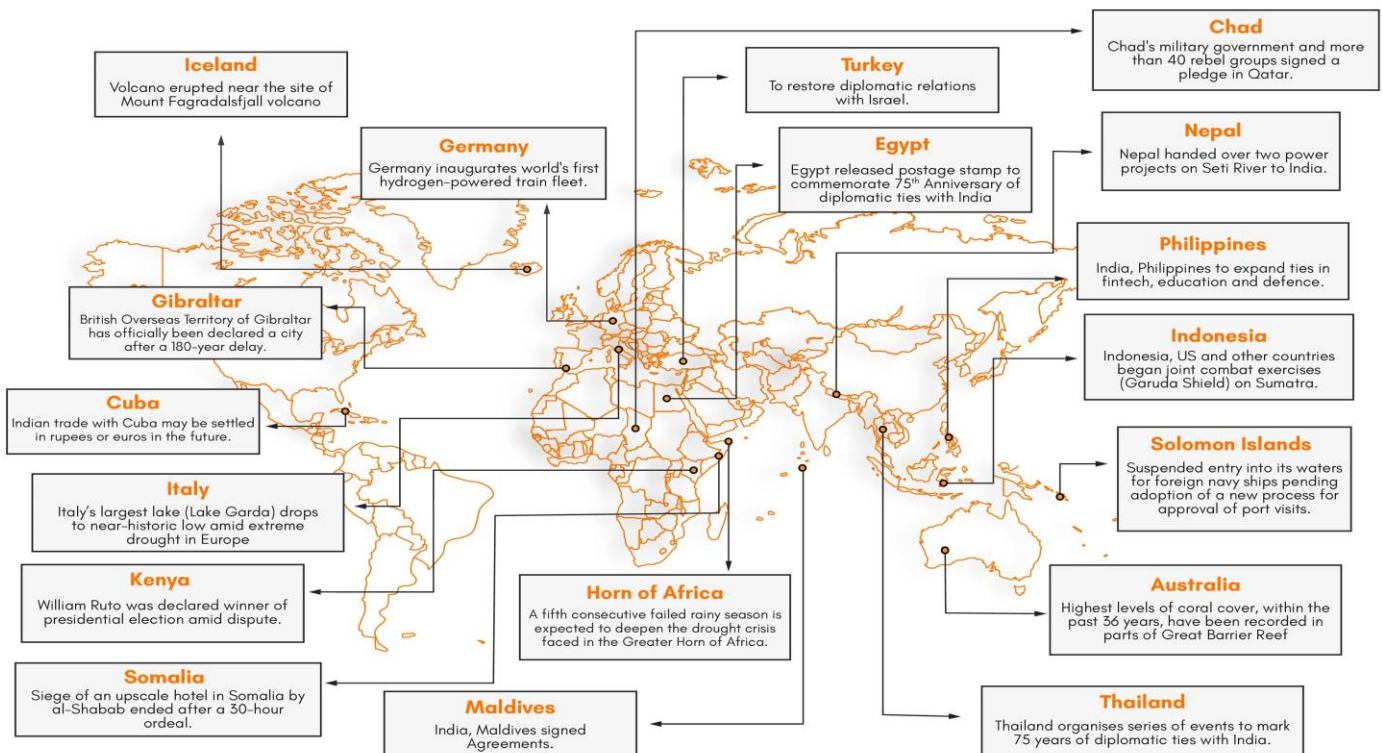 Chad
Chad's military government and more
than 40 rebel groups signed a
pledge in Qatar.
Iceland
Volcano erupted near the site of
Mount Fagradalsfjall volcano
Turkey
To restore diplomatic relations
with Israel.
Germany
Germany inaugurates world's first
hydrogen-powered train fleet.
Egypt
Egypt released postage stamp to
commemorate 75th Anniversary of
diplomatic ties with India
Nepal
Nepal handed over two power
projects on Seti River to India.
Philippines
India, Philippines to expand ties in
fintech, education and defence.
Gibraltar
British Overseas Territory of Gibraltar
has officially been declared a city
after a 180-year delay.
Indonesia
Indonesia, US and other countries
began joint combat exercises
(Garuda Shield) on Sumatra.
Cuba
Indian trade with Cuba may be settled
in rupees or euros in the future.
Solomon Islands
Suspended entry into its waters
for foreign navy ships pending
adoption of a new process for
approval of port visits.
Italy
Italy's largest lake (Lake Garda) drops
to near-historic low amid extreme
drought in Europe
Kenya
William Ruto was declared winner of
presidential election amid dispute.
Horn of Africa
A fifth consecutive failed rainy season is
expected to deepen the drought crisis
faced in the Greater Horn of Africa.
Australia
Highest levels of coral cover, within the
past 36 years, have been recorded in
parts of Great Barrier Reef
Somalia
Siege of an upscale hotel in Somalia by
al-Shabab ended after a 30-hour
ordeal.
Maldives
India, Maldives signed
Agreements.
Thailand
Thailand organises series of events to mark
75 years of diplomatic ties with India.